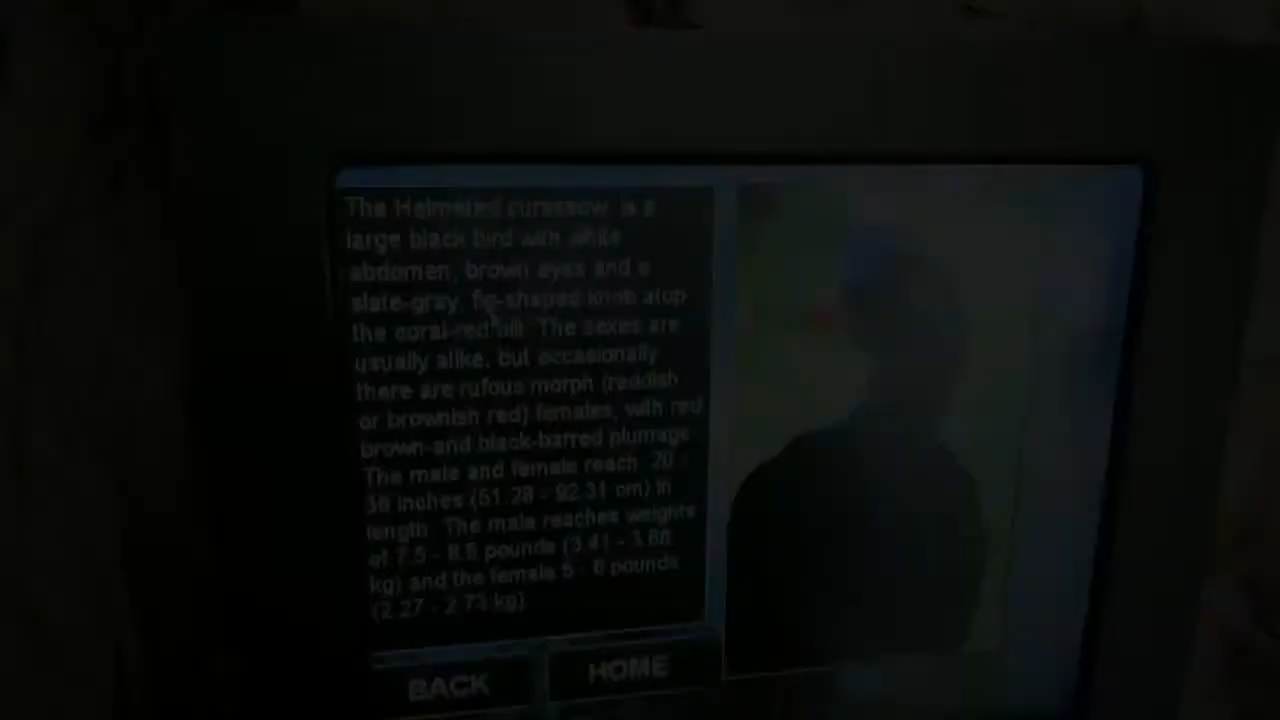 The Helmeted curassow is a
large black bird with white
abdomen, brown eyes and a
slate-gray, fig-shaped knob atop
the coral-red bill. The sexes are
usually alike, but occasionally
there are rufous morph (reddish
or brownish red) females, with red
brown-and black-barred plumage.
The male and female reach 20 -
36 inches (51.28 - 92.31 cm) in
length. The male reaches weights
of 7.5 - 8.5 pounds (3.41 - 3.86
kg) and the female 5 - 6 pounds
(2.27 - 2.73 kg)
BACK
HOME